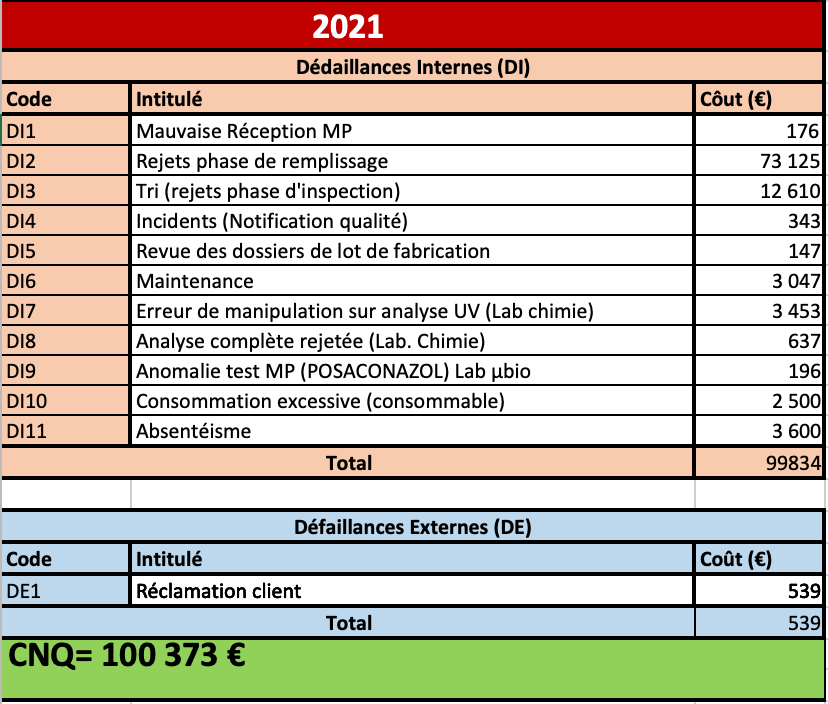 2021
Dédaillances Internes (DI)
Code Intitulé Côut (€)
DI1 Mauvaise Réception MP 176
DI2 Rejets phase de remplissage 73 125
DI3 Tri (rejets phase d'inspection) 12 610
DI4 Incidents (Notification qualité) 343
DI5 Revue des dossiers de lot de fabrication 147
DI6 Maintenance 3 047
DI7 Erreur de manipulation sur analyse UV (Lab chimie) 3 453
DI8 Analyse complète rejetée (Lab. Chimie) 637
DI9 Anomalie test MP (POSACONAZOL) Lab µbio 196
DI10 Consommation excessive (consommable) 2 500
DI11 Absentéisme 3 600
Total 99834
Défaillances Externes (DE)
Code Intitulé Coût (€)
DE1 Réclamation client 539
Total 539
CNQ= 100 373 €